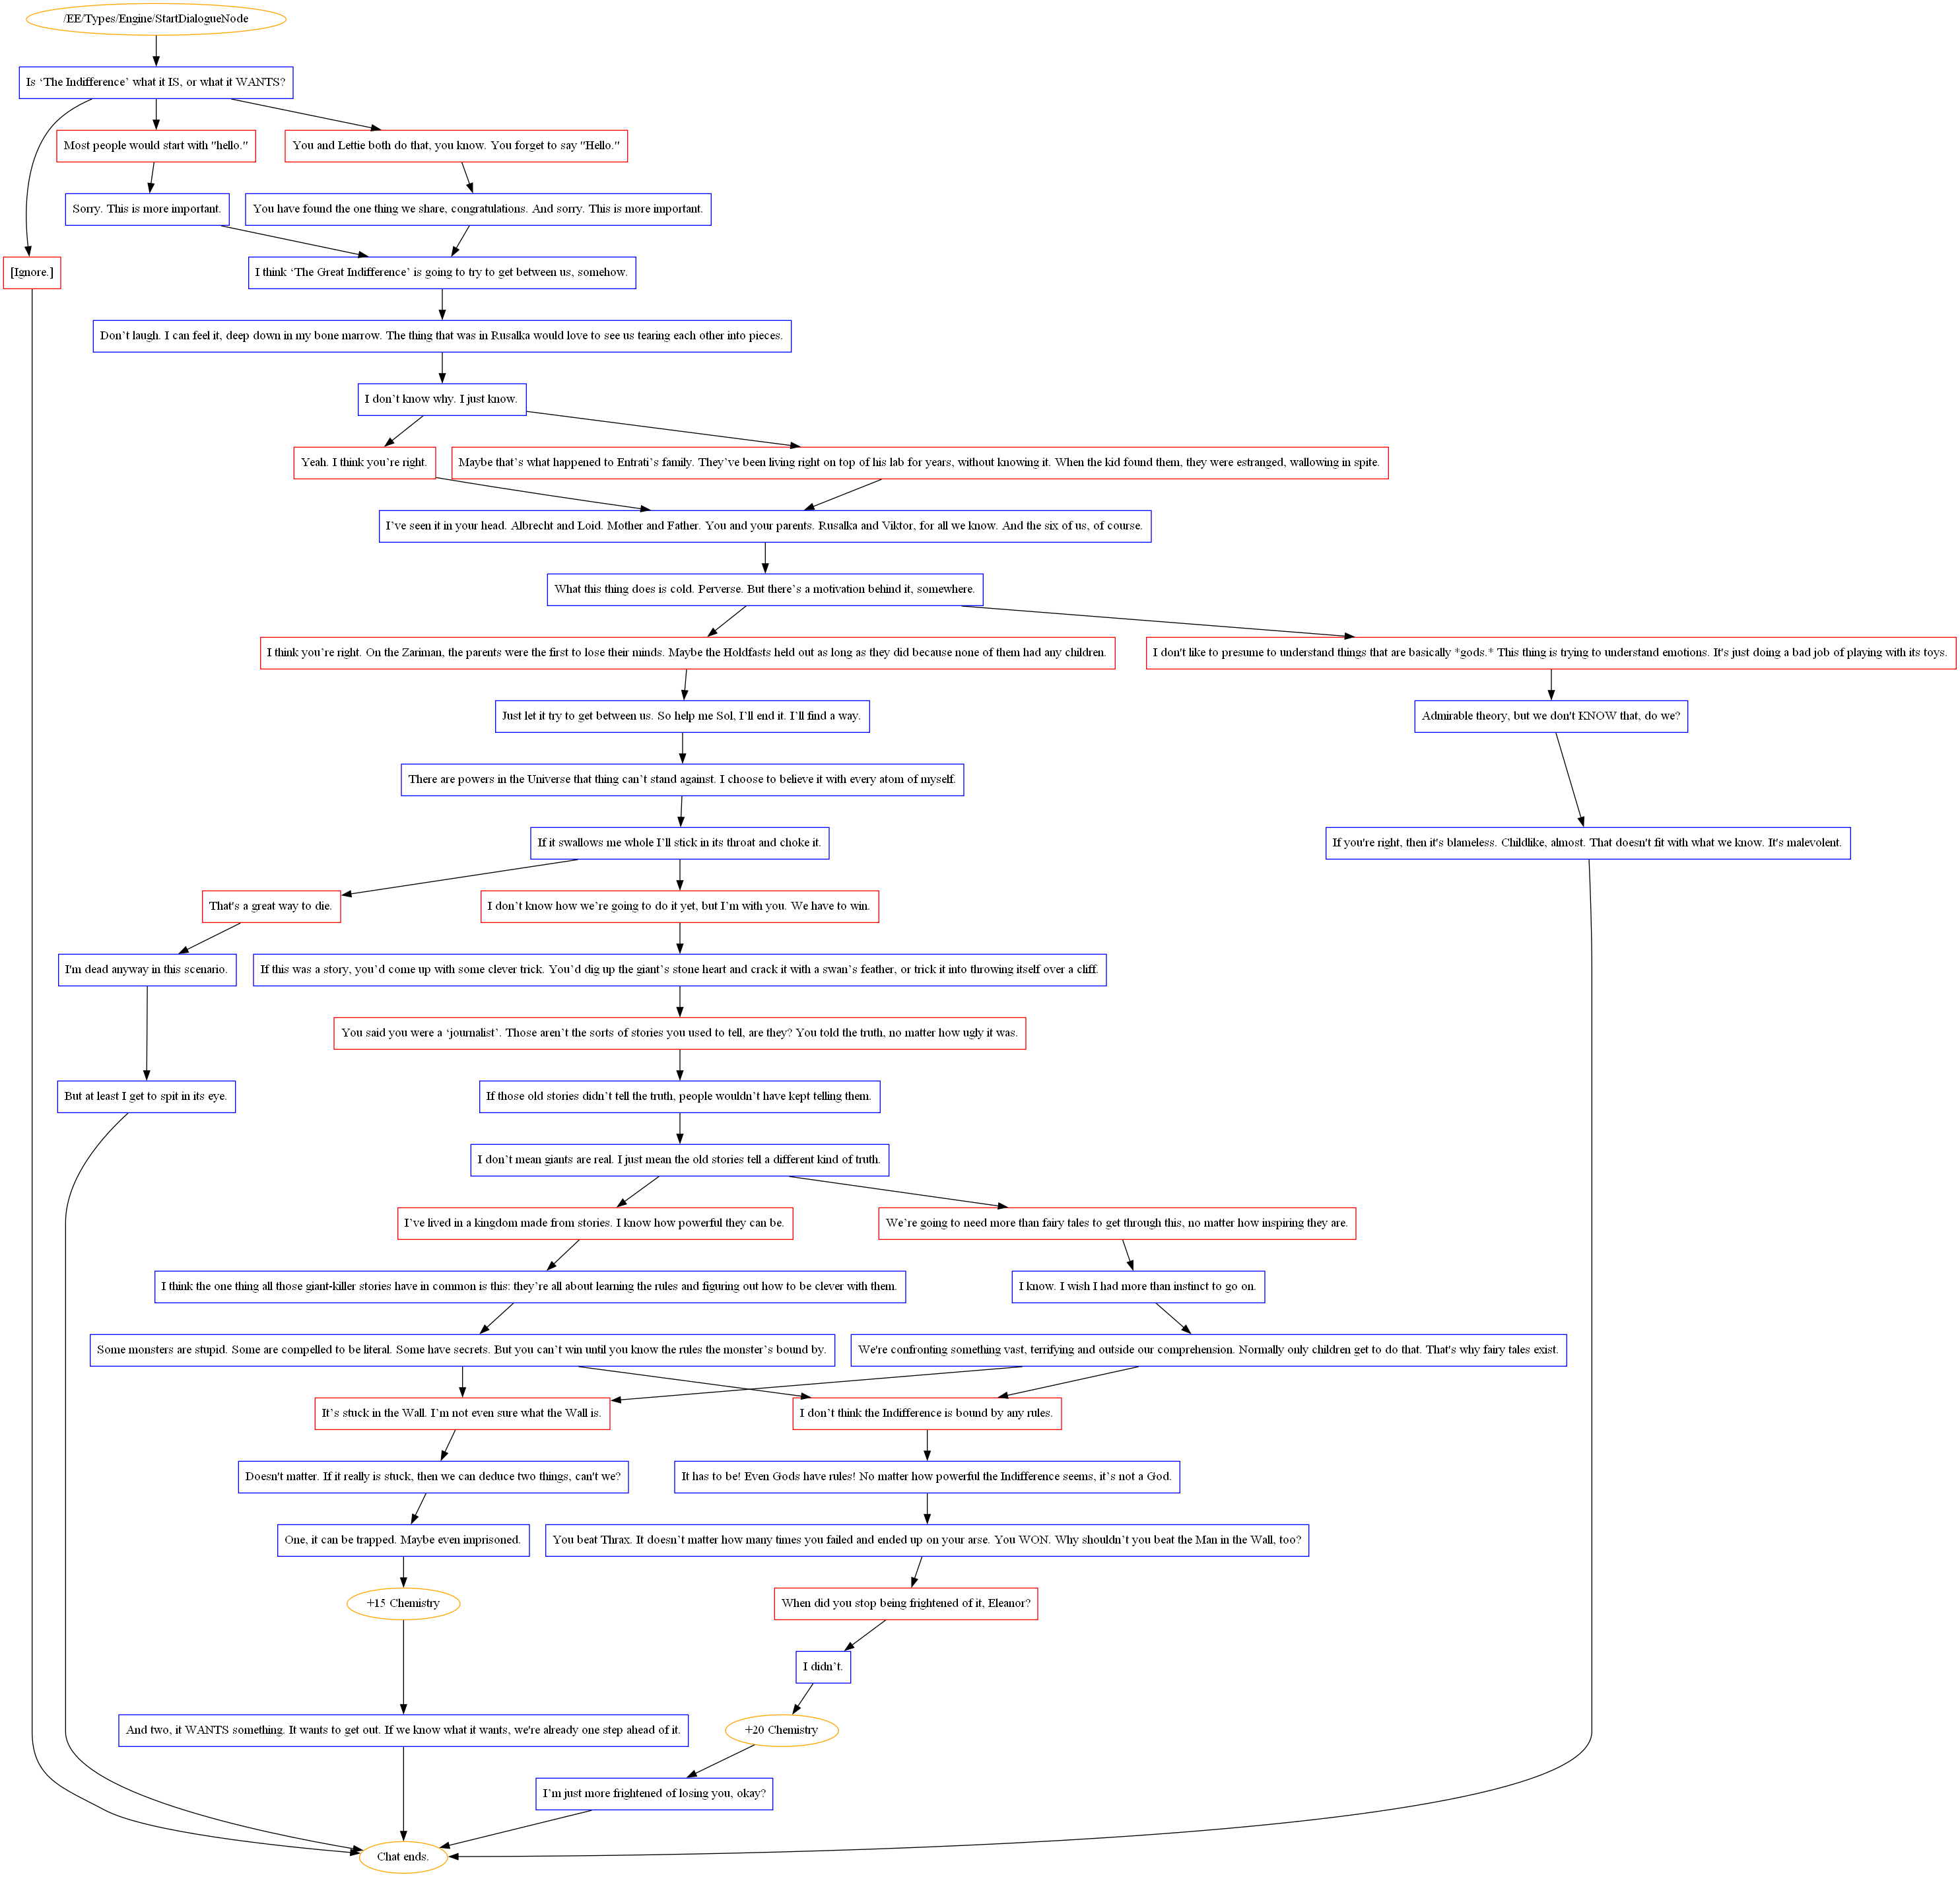 /EE/Types/Engine/StartDialogueNode
Is ‘The Indifference’ what it IS, or what it WANTS?
Most people would start with "hello."
You and Lettie both do that, you know. You forget to say "Hello."
Sorry. This is more important.
You have found the one thing we share, congratulations. And sorry. This is more important.
[Ignore.]
I think ‘The Great Indifference’ is going to try to get between us, somehow.
Don’t laugh. I can feel it, deep down in my bone marrow. The thing that was in Rusalka would love to see us tearing each other into pieces.
I don’t know why. I just know.
Yeah. I think you’re right.
Maybe that’s what happened to Entrati’s family. They’ve been living right on top of his lab for years, without knowing it. When the kid found them, they were estranged, wallowing in spite.
I’ve seen it in your head. Albrecht and Loid. Mother and Father. You and your parents. Rusalka and Viktor, for all we know. And the six of us, of course.
What this thing does is cold. Perverse. But there’s a motivation behind it, somewhere.
I think you’re right. On the Zariman, the parents were the first to lose their minds. Maybe the Holdfasts held out as long as they did because none of them had any children.
I don't like to presume to understand things that are basically *gods.* This thing is trying to understand emotions. It's just doing a bad job of playing with its toys.
Just let it try to get between us. So help me Sol, I’ll end it. I’ll find a way.
Admirable theory, but we don't KNOW that, do we?
There are powers in the Universe that thing can’t stand against. I choose to believe it with every atom of myself.
If it swallows me whole I’ll stick in its throat and choke it.
If you're right, then it's blameless. Childlike, almost. That doesn't fit with what we know. It's malevolent.
That's a great way to die.
I don’t know how we’re going to do it yet, but I’m with you. We have to win.
I'm dead anyway in this scenario.
If this was a story, you’d come up with some clever trick. You’d dig up the giant’s stone heart and crack it with a swan’s feather, or trick it into throwing itself over a cliff.
You said you were a ‘journalist’. Those aren’t the sorts of stories you used to tell, are they? You told the truth, no matter how ugly it was.
But at least I get to spit in its eye.
If those old stories didn’t tell the truth, people wouldn’t have kept telling them.
I don’t mean giants are real. I just mean the old stories tell a different kind of truth.
I’ve lived in a kingdom made from stories. I know how powerful they can be.
We’re going to need more than fairy tales to get through this, no matter how inspiring they are.
I think the one thing all those giant-killer stories have in common is this: they’re all about learning the rules and figuring out how to be clever with them.
I know. I wish I had more than instinct to go on.
Some monsters are stupid. Some are compelled to be literal. Some have secrets. But you can’t win until you know the rules the monster’s bound by.
We're confronting something vast, terrifying and outside our comprehension. Normally only children get to do that. That's why fairy tales exist.
It’s stuck in the Wall. I’m not even sure what the Wall is.
I don’t think the Indifference is bound by any rules.
Doesn't matter. If it really is stuck, then we can deduce two things, can't we?
It has to be! Even Gods have rules! No matter how powerful the Indifference seems, it’s not a God.
One, it can be trapped. Maybe even imprisoned.
You beat Thrax. It doesn’t matter how many times you failed and ended up on your arse. You WON. Why shouldn’t you beat the Man in the Wall, too?
+15 Chemistry
When did you stop being frightened of it, Eleanor?
I didn’t.
And two, it WANTS something. It wants to get out. If we know what it wants, we're already one step ahead of it.
+20 Chemistry
I’m just more frightened of losing you, okay?
Chat ends.